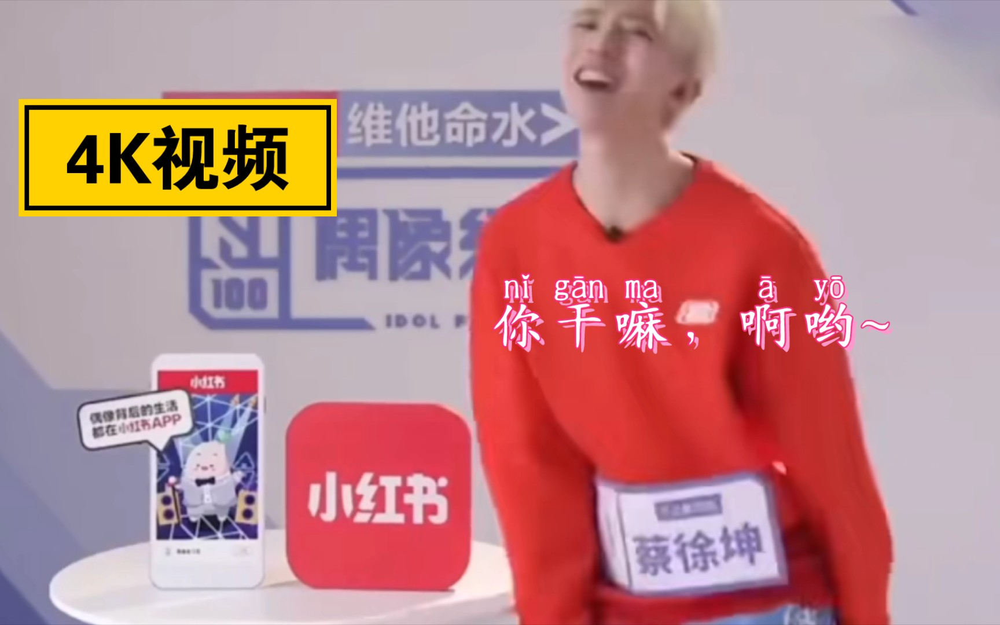 维他命水>
4K视频
偶像
100
IDOL P
nǐ gān ma ā yō
你干嘛，啊哟~
小红书
偶像背后的生活
都在小红书APP
小红书
蔡徐坤